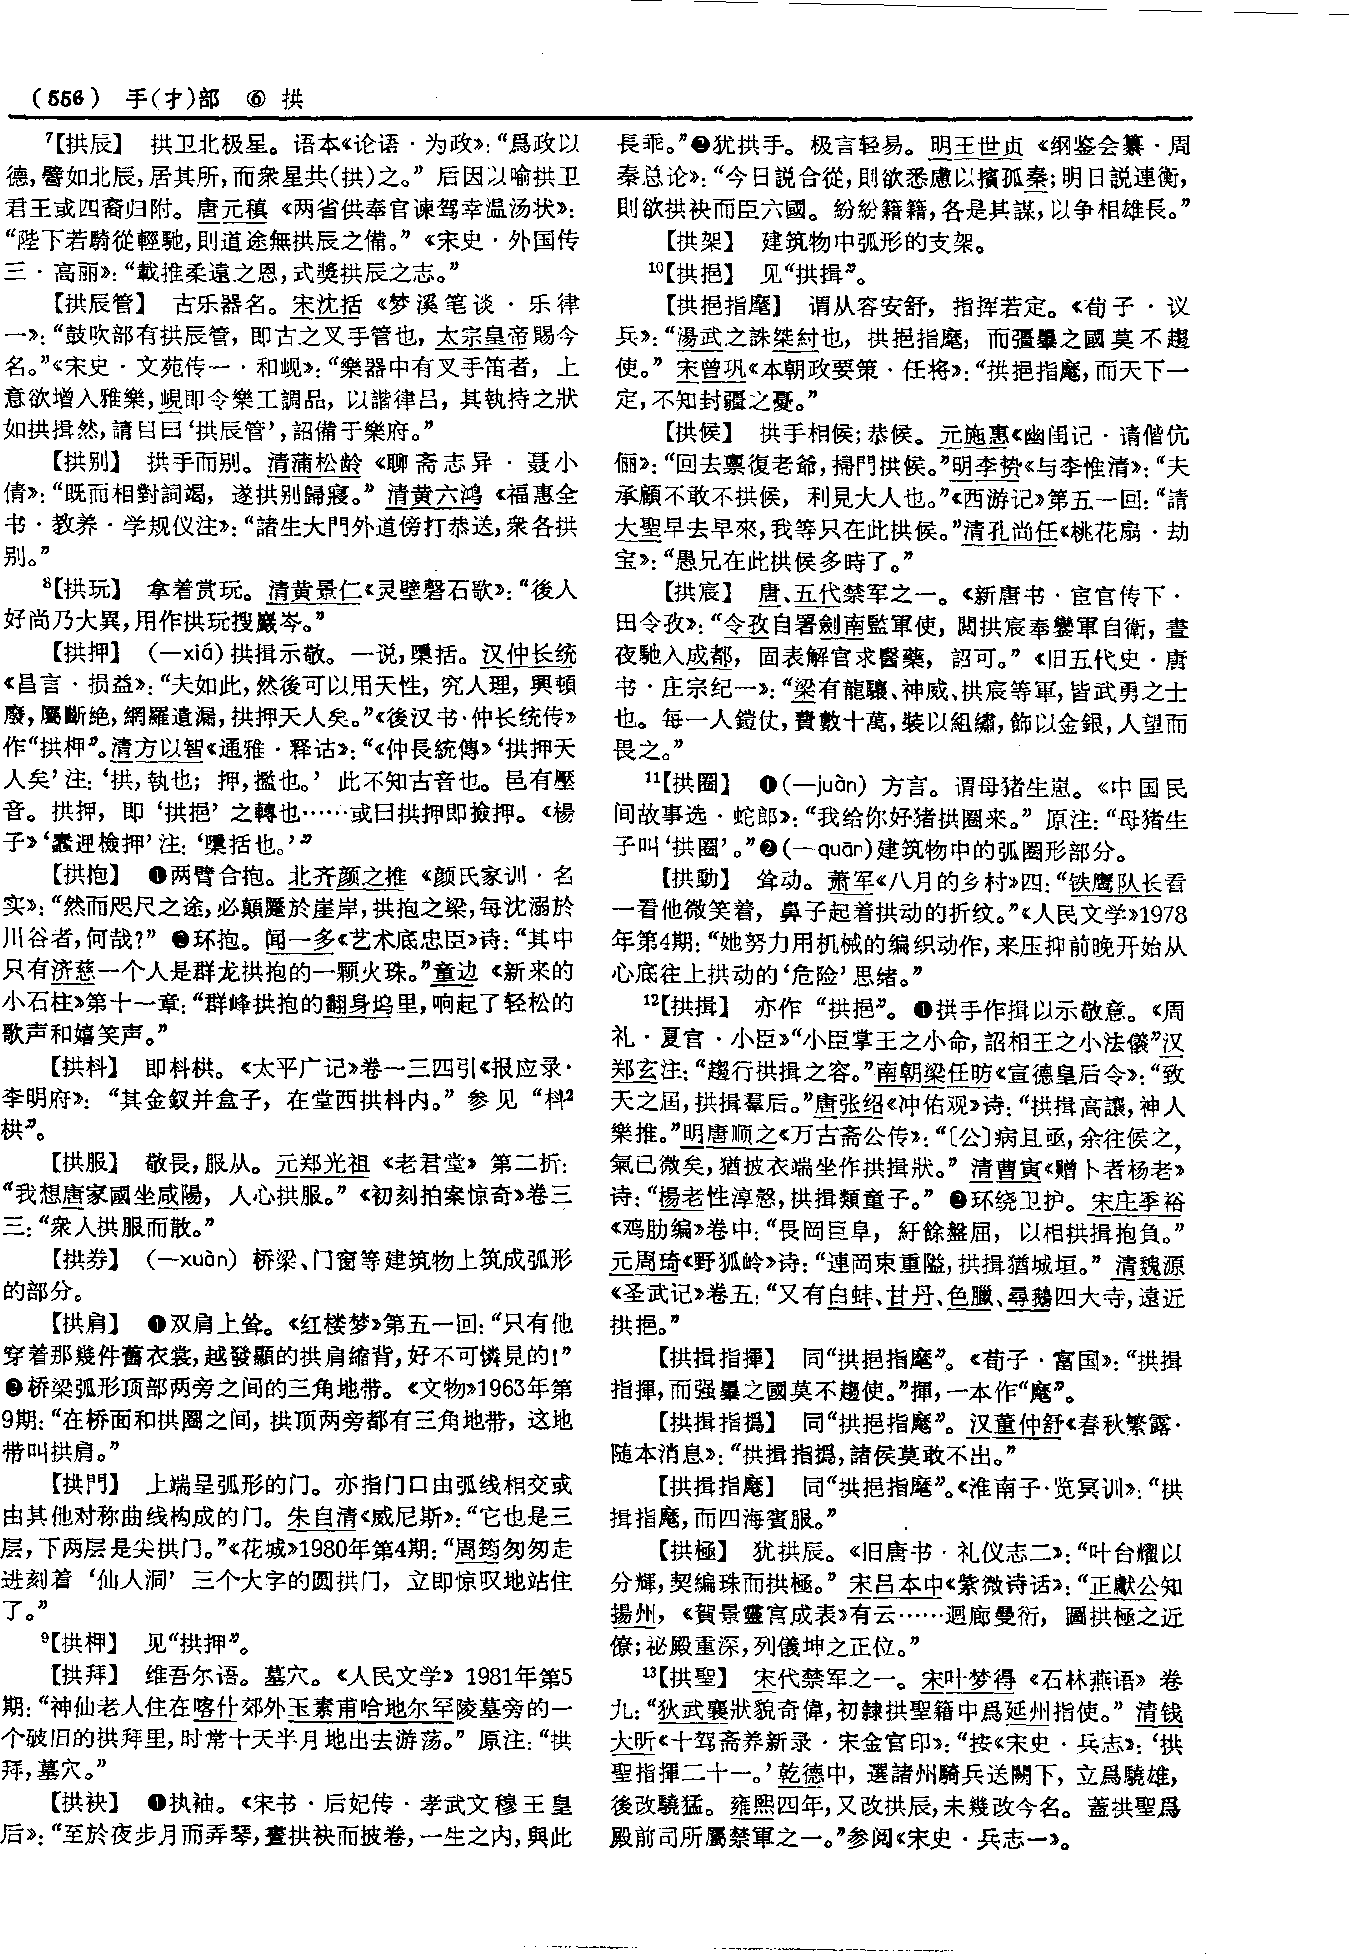 (556) 手(扌)部 ⑥ 拱
⁷【拱辰】 拱卫北极星。语本《论语·为政》：“爲政以
德，譬如北辰，居其所，而衆星共(拱)之。” 后因以喻拱卫
君王或四裔归附。唐元稹《两省供奉官谏驾幸温汤状》：
“陛下若騎從輕馳，則道途無拱辰之備。”《宋史·外国传
三·高丽》：“載推柔遠之恩，式獎拱辰之志。”
【拱辰管】 古乐器名。宋沈括《梦溪笔谈·乐律
一》：“鼓吹部有拱辰管，即古之叉手管也，太宗皇帝賜今
名。”《宋史·文苑传一·和岘》：“樂器中有叉手笛者，上
意欲增入雅樂，峴即令樂工調品，以諧律吕，其執持之狀
如拱揖然，請目曰‘拱辰管’，詔備于樂府。”
【拱别】 拱手而别。清蒲松龄《聊斋志异·聂小
倩》：“既而相對詞竭，遂拱别歸寢。” 清黄六鸿《福惠全
书·教养·学规仪注》：“諸生大門外道傍打恭送，衆各拱
别。”
⁸【拱玩】 拿着赏玩。清黄景仁《灵壁磬石歌》：“後人
好尚乃大異，用作拱玩搜巖岑。”
【拱押】 (—xiá)拱揖示敬。一说，檃括。汉仲长统
《昌言·损益》：“夫如此，然後可以用天性，究人理，興頓
廢，屬斷絶，網羅遺漏，拱押天人矣。”《後汉书·仲长统传》
作“拱柙”。清方以智《通雅·释诂》：“《仲長統傳》‘拱押天
人矣’注：‘拱，執也；押，檻也。’ 此不知古音也。邑有壓
音。拱押，即‘拱挹’之轉也……或曰拱押即撿押。《楊
子》‘蠢迪檢押’注：‘檃括也。’”
【拱抱】 ❶两臂合抱。北齐颜之推《颜氏家训·名
实》：“然而咫尺之途，必顛蹷於崖岸，拱抱之梁，每沈溺於
川谷者，何哉？” ❷环抱。闻一多《艺术底忠臣》诗：“其中
只有济慈一个人是群龙拱抱的一颗火珠。”童边《新来的
小石柱》第十一章：“群峰拱抱的翻身坞里，响起了轻松的
歌声和嬉笑声。”
【拱枓】 即枓栱。《太平广记》卷一三四引《报应录·
李明府》：“其金釵并盒子，在堂西拱枓内。” 参见“枓²
栱”。
【拱服】 敬畏，服从。元郑光祖《老君堂》第二折：
“我想唐家國坐咸陽，人心拱服。”《初刻拍案惊奇》卷三
三：“衆人拱服而散。”
【拱券】 (—xuàn) 桥梁、门窗等建筑物上筑成弧形
的部分。
【拱肩】 ❶双肩上耸。《红楼梦》第五一回：“只有他
穿着那幾件舊衣裳，越發顯的拱肩縮背，好不可憐見的！”
❷桥梁弧形顶部两旁之间的三角地带。《文物》1963年第
9期：“在桥面和拱圈之间，拱顶两旁都有三角地带，这地
带叫拱肩。”
【拱門】 上端呈弧形的门。亦指门口由弧线相交或
由其他对称曲线构成的门。朱自清《威尼斯》：“它也是三
层，下两层是尖拱门。”《花城》1980年第4期：“周筠匆匆走
进刻着‘仙人洞’三个大字的圆拱门，立即惊叹地站住
了。”
⁹【拱柙】 见“拱押”。
【拱拜】 维吾尔语。墓穴。《人民文学》1981年第5
期：“神仙老人住在喀什郊外玉素甫哈地尔罕陵墓旁的一
个破旧的拱拜里，时常十天半月地出去游荡。” 原注：“拱
拜，墓穴。”
【拱袂】 ❶执袖。《宋书·后妃传·孝武文穆王皇
后》：“至於夜步月而弄琴，晝拱袂而披卷，一生之内，與此
長乖。”❷犹拱手。极言轻易。明王世贞《纲鉴会纂·周
秦总论》：“今日説合從，則欲悉慮以擯孤秦；明日説連衡，
則欲拱袂而臣六國。紛紛籍籍，各是其謀，以争相雄長。”
【拱架】 建筑物中弧形的支架。
¹⁰【拱挹】 见“拱揖”。
【拱挹指麾】 谓从容安舒，指挥若定。《荀子·议
兵》：“湯武之誅桀紂也，拱挹指麾，而彊暴之國莫不趨
使。” 宋曾巩《本朝政要策·任将》：“拱挹指麾，而天下一
定，不知封疆之憂。”
【拱候】 拱手相候；恭候。元施惠《幽闺记·请偕伉
俪》：“回去禀復老爺，掃門拱候。”明李贽《与李惟清》：“夫
承顧不敢不拱候，利見大人也。”《西游记》第五一回：“請
大聖早去早來，我等只在此拱候。”清孔尚任《桃花扇·劫
宝》：“愚兄在此拱候多時了。”
【拱宸】 唐、五代禁军之一。《新唐书·宦官传下·
田令孜》：“令孜自署劍南監軍使，閲拱宸奉鑾軍自衛，晝
夜馳入成都，固表解官求醫藥，詔可。”《旧五代史·唐
书·庄宗纪一》：“梁有龍驤、神威、拱宸等軍，皆武勇之士
也。每一人鎧仗，費數十萬，裝以組繡，飾以金銀，人望而
畏之。”
¹¹【拱圈】 ❶(—juàn) 方言。谓母猪生崽。《中国民
间故事选·蛇郎》：“我给你好猪拱圈来。” 原注：“母猪生
子叫‘拱圈’。”❷(—quān)建筑物中的弧圈形部分。
【拱動】 耸动。萧军《八月的乡村》四：“铁鹰队长看
一看他微笑着，鼻子起着拱动的折纹。”《人民文学》1978
年第4期：“她努力用机械的编织动作，来压抑前晚开始从
心底往上拱动的‘危险’思绪。”
¹²【拱揖】 亦作“拱挹”。❶拱手作揖以示敬意。《周
礼·夏官·小臣》“小臣掌王之小命，詔相王之小法儀”汉
郑玄注：“趨行拱揖之容。”南朝梁任昉《宣德皇后令》：“致
天之屆，拱揖羣后。”唐张绍《冲佑观》诗：“拱揖高讓，神人
樂推。”明唐顺之《万古斋公传》：“〔公〕病且亟，余往侯之，
氣已微矣，猶披衣端坐作拱揖狀。” 清曹寅《赠卜者杨老》
诗：“楊老性淳慤，拱揖類童子。” ❷环绕卫护。宋庄季裕
《鸡肋编》卷中：“長岡巨阜，紆餘盤屈，以相拱揖抱負。”
元周琦《野狐岭》诗：“連岡束重隘，拱揖猶城垣。” 清魏源
《圣武记》卷五：“又有白蚌、甘丹、色臘、尋鵝四大寺，遠近
拱挹。”
【拱揖指揮】 同“拱挹指麾”。《荀子·富国》：“拱揖
指揮，而强暴之國莫不趨使。”揮，一本作“麾”。
【拱揖指撝】 同“拱挹指麾”。汉董仲舒《春秋繁露·
随本消息》：“拱揖指撝，諸侯莫敢不出。”
【拱揖指麾】 同“拱挹指麾”。《淮南子·览冥训》：“拱
揖指麾，而四海賓服。”
【拱極】 犹拱辰。《旧唐书·礼仪志二》：“叶台耀以
分輝，契編珠而拱極。” 宋吕本中《紫微诗话》：“正獻公知
揚州，《賀景靈宫成表》有云……迴廊曼衍，圖拱極之近
僚；祕殿重深，列儀坤之正位。”
¹³【拱聖】 宋代禁军之一。宋叶梦得《石林燕语》卷
九：“狄武襄狀貌奇偉，初隸拱聖籍中爲延州指使。” 清钱
大昕《十驾斋养新录·宋金官印》：“按《宋史·兵志》：‘拱
聖指揮二十一。’乾德中，選諸州騎兵送闕下，立爲驍雄，
後改驍猛。雍熙四年，又改拱辰，未幾改今名。蓋拱聖爲
殿前司所屬禁軍之一。”参阅《宋史·兵志一》。